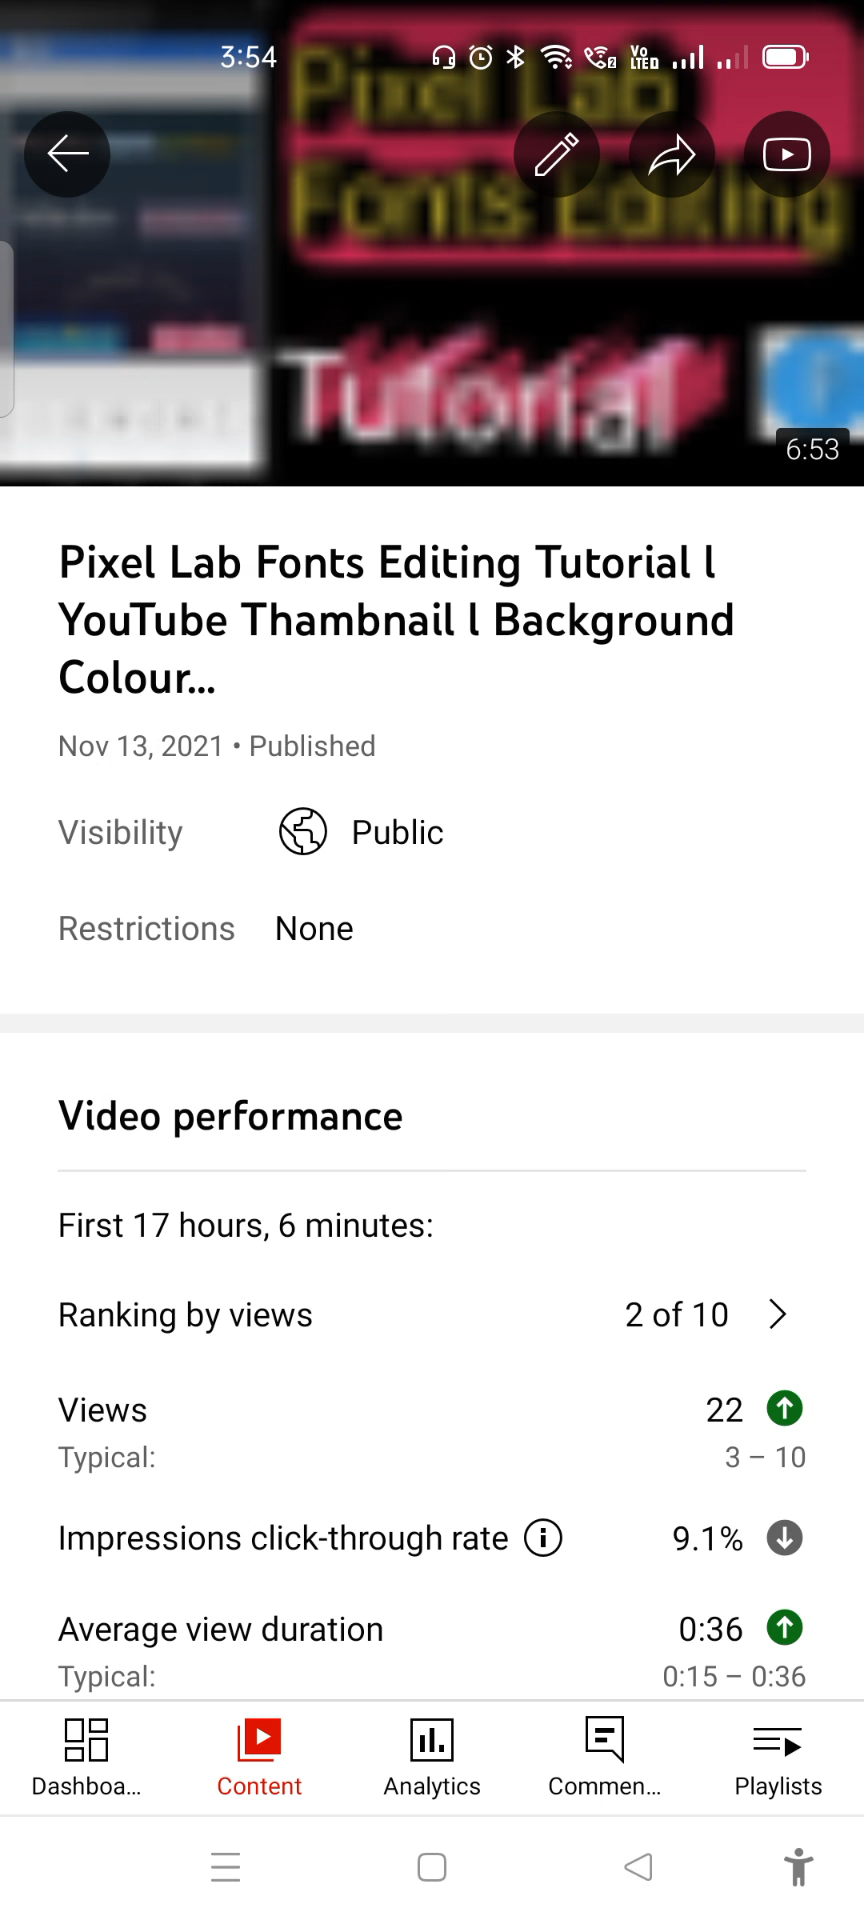 3:54
Vo
LTE
Pixel Lab
Fonts Editing
Tutorial
6:53
Pixel Lab Fonts Editing Tutorial l
YouTube Thambnail l Background
Colour...
Nov 13, 2021 • Published
Visibility Public
Restrictions None
Video performance
First 17 hours, 6 minutes:
Ranking by views 2 of 10
Views 22
Typical: 3 – 10
Impressions click-through rate 9.1%
Average view duration 0:36
Typical: 0:15 – 0:36
Dashboa... Content Analytics Commen... Playlists